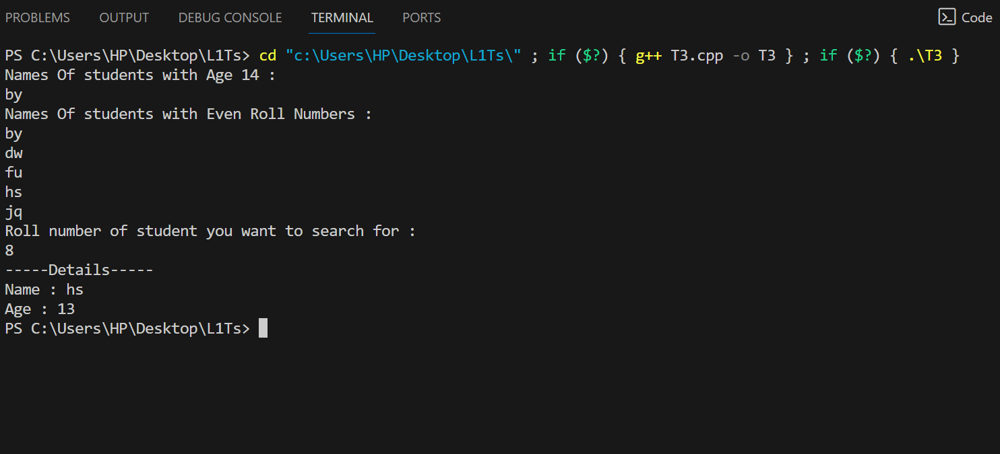 PROBLEMS OUTPUT DEBUG CONSOLE TERMINAL PORTS Code
PS C:\Users\HP\Desktop\L1Ts> cd "c:\Users\HP\Desktop\L1Ts\" ; if ($?) { g++ T3.cpp -o T3 } ; if ($?) { .\T3 }
Names Of students with Age 14 :
by
Names Of students with Even Roll Numbers :
by
dw
fu
hs
jq
Roll number of student you want to search for :
8
-----Details-----
Name : hs
Age : 13
PS C:\Users\HP\Desktop\L1Ts>